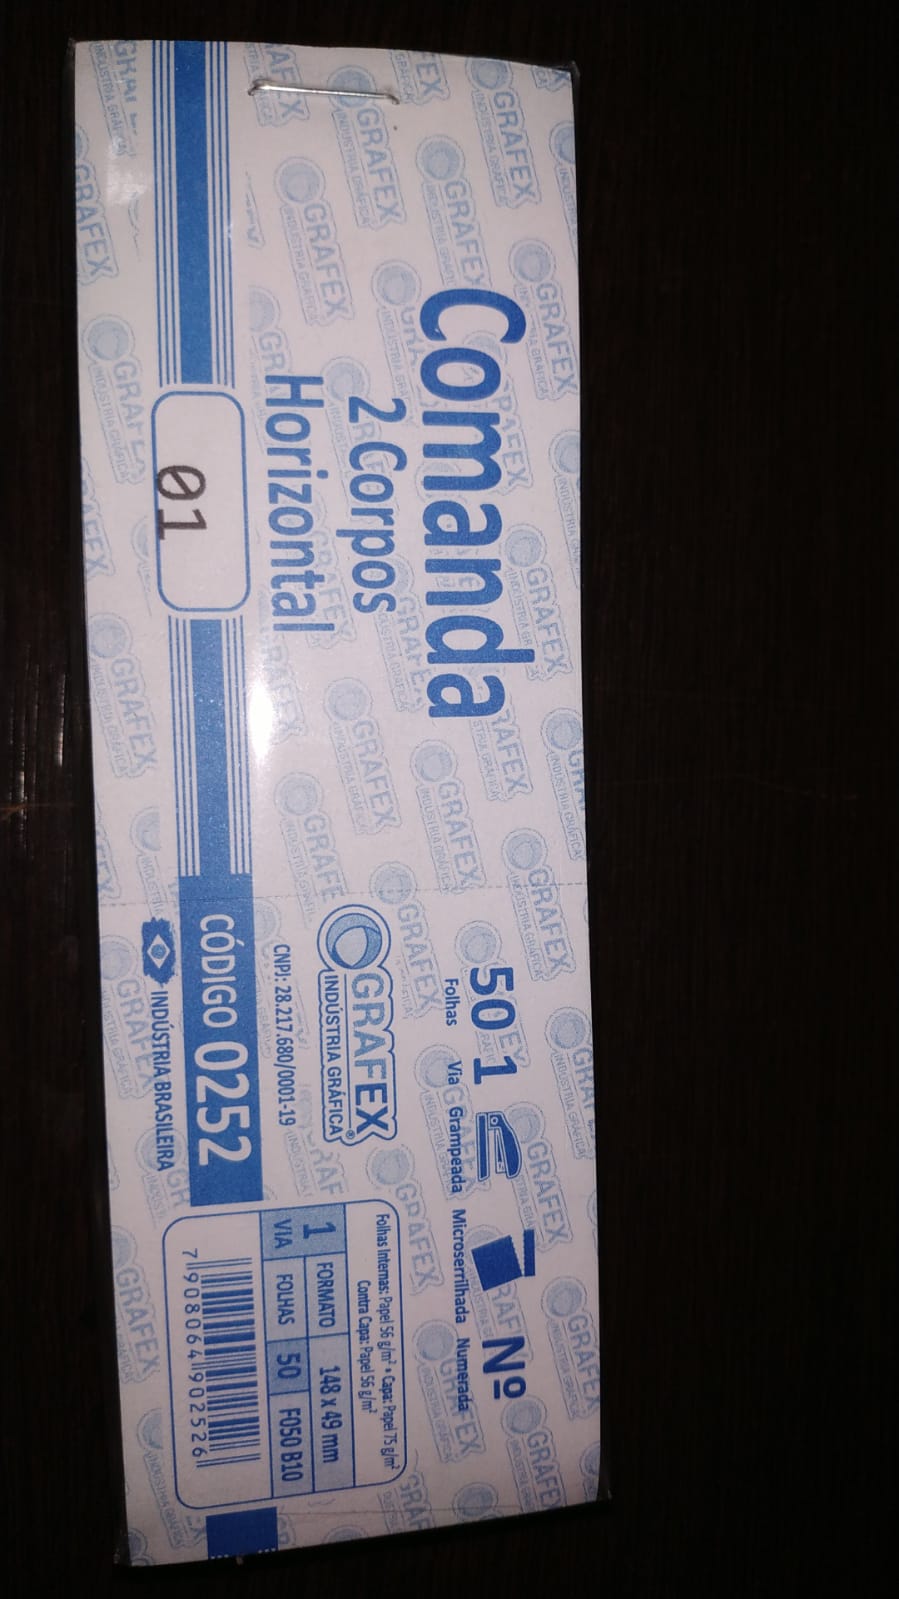 Comanda
2 Corpos
Horizontal
01
50 1 Nº
Folhas Via Grampeada Microserrilhada Numerada
GRAFEX®
INDÚSTRIA GRÁFICA
CNPJ: 28.217.680/0001-19
CÓDIGO 0252
INDÚSTRIA BRASILEIRA
Folhas Internas: Papel 56 g/m² • Capa: Papel 75 g/m²
Contra Capa: Papel 56 g/m²
1 FORMATO 148 x 49 mm
VIA FOLHAS 50 F050 B10
7 908064 902526